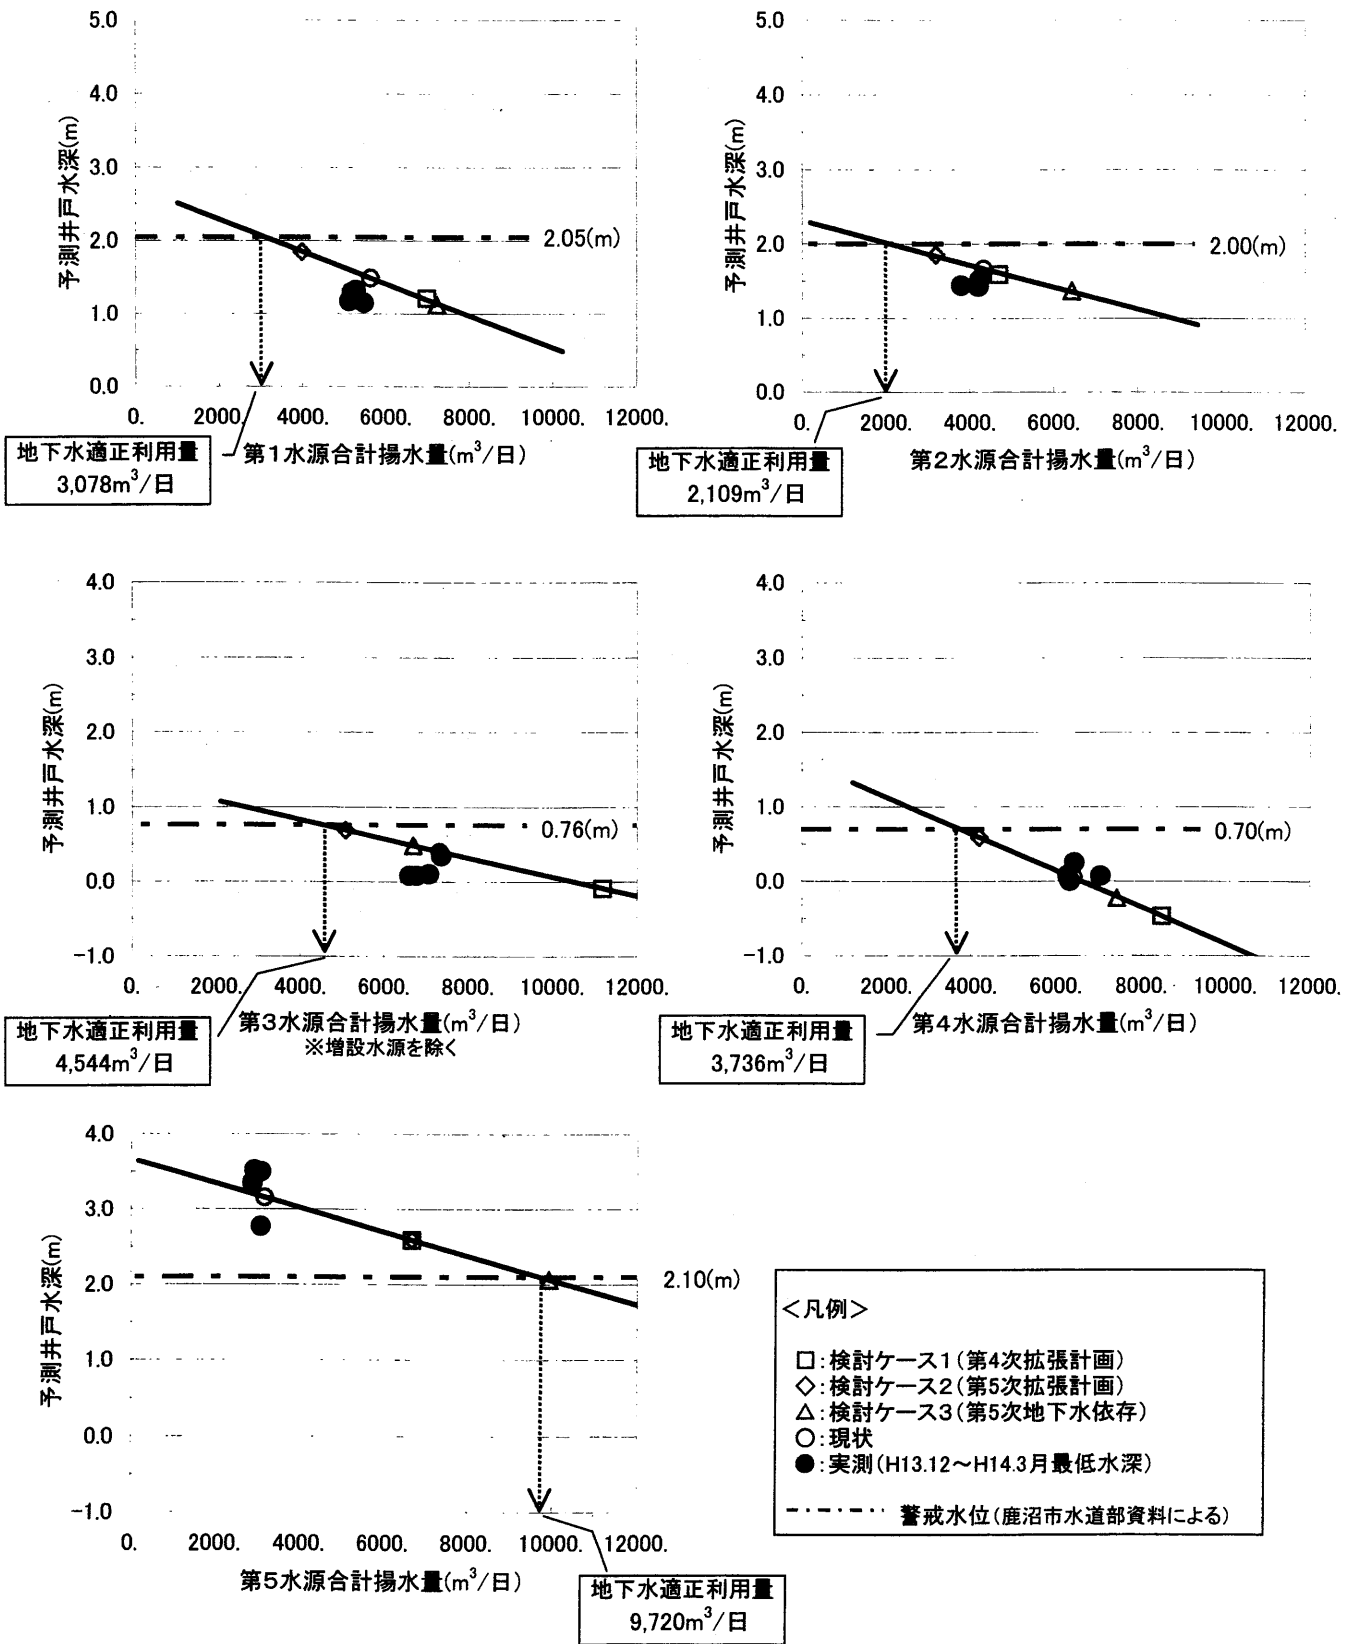 5.0
4.0
3.0
2.0
1.0
0.0
予測井戸水深(m)
2.05(m)
0. 2000. 4000. 6000. 8000. 10000. 12000.
第1水源合計揚水量(m³/日)
地下水適正利用量
3,078m³/日
5.0
4.0
3.0
2.0
1.0
0.0
予測井戸水深(m)
2.00(m)
0. 2000. 4000. 6000. 8000. 10000. 12000.
第2水源合計揚水量(m³/日)
地下水適正利用量
2,109m³/日
4.0
3.0
2.0
1.0
0.0
−1.0
予測井戸水深(m)
0.76(m)
0. 2000. 4000. 6000. 8000. 10000. 12000.
第3水源合計揚水量(m³/日)
※増設水源を除く
地下水適正利用量
4,544m³/日
4.0
3.0
2.0
1.0
0.0
−1.0
予測井戸水深(m)
0.70(m)
0. 2000. 4000. 6000. 8000. 10000. 12000.
第4水源合計揚水量(m³/日)
地下水適正利用量
3,736m³/日
4.0
3.0
2.0
1.0
0.0
−1.0
予測井戸水深(m)
2.10(m)
0. 2000. 4000. 6000. 8000. 10000. 12000.
第5水源合計揚水量(m³/日)
地下水適正利用量
9,720m³/日
＜凡例＞
□:検討ケース1(第4次拡張計画)
◇:検討ケース2(第5次拡張計画)
△:検討ケース3(第5次地下水依存)
○:現状
●:実測(H13.12～H14.3月最低水深)
警戒水位(鹿沼市水道部資料による)